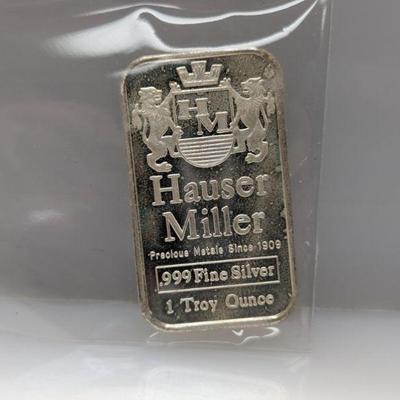 HM
Hauser
Miller
Precious Metals Since 1909
.999 Fine Silver
1 Troy Ounce